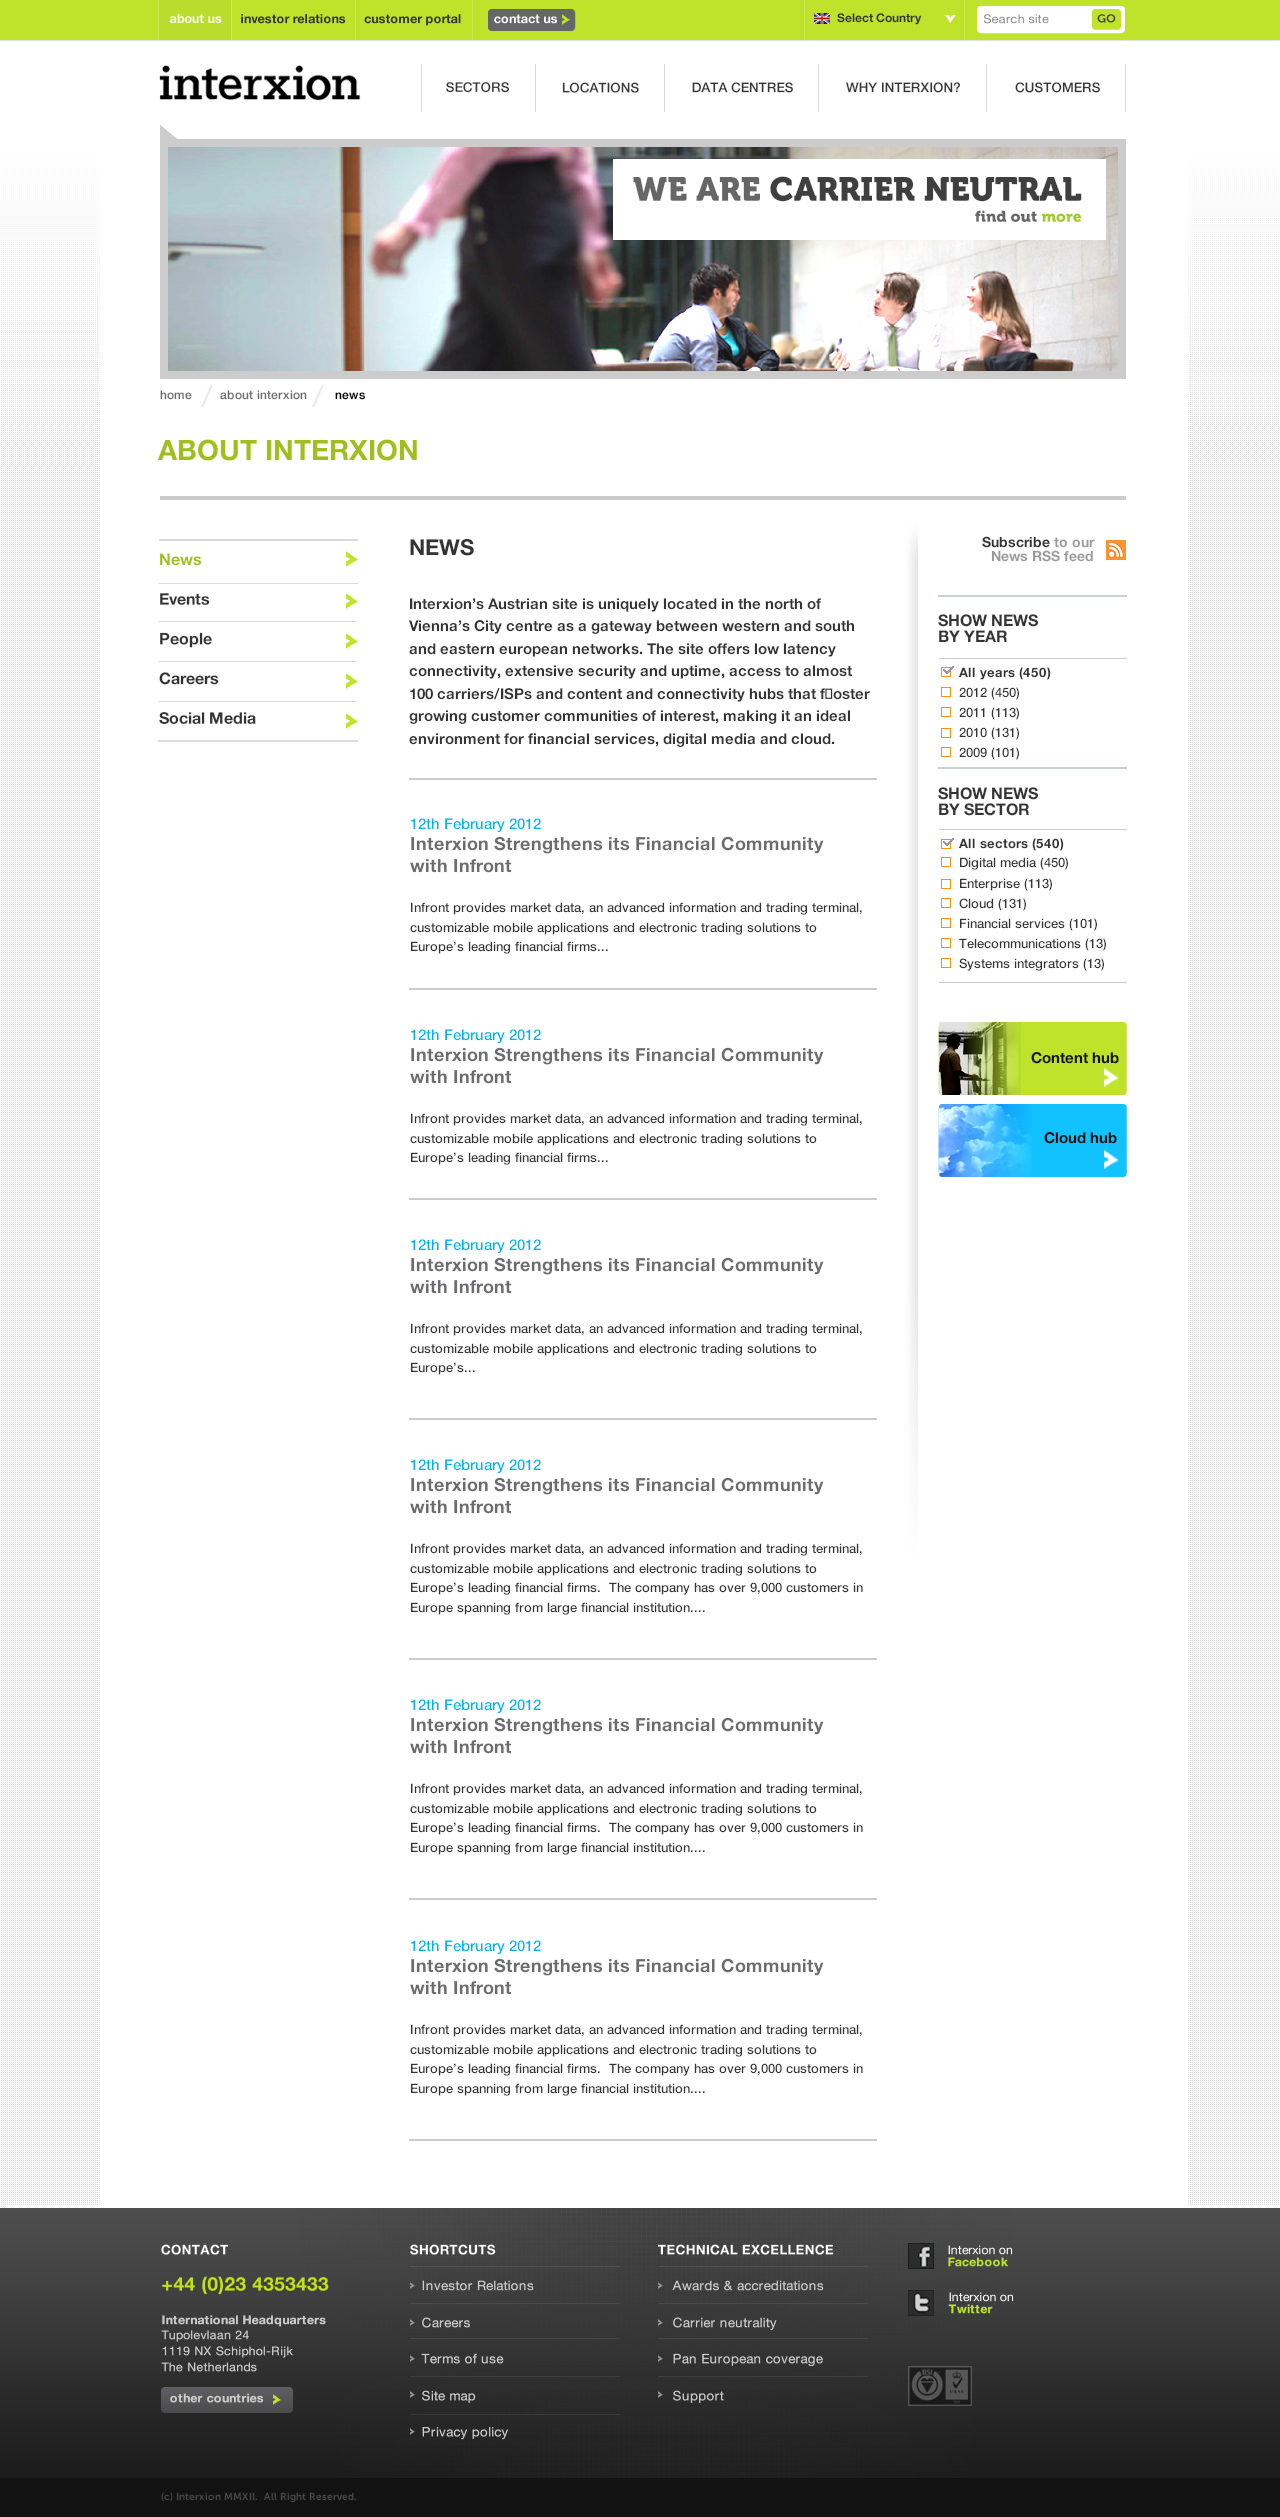 about us
investor relations
customer portal
contact us
Select Country
Search site
GO
interxion
SECTORS
LOCATIONS
DATA CENTRES
WHY INTERXION?
CUSTOMERS
WE ARE CARRIER NEUTRAL
find out more
home
about interxion
news
ABOUT INTERXION
News
Events
People
Careers
Social Media
NEWS
Interxion’s Austrian site is uniquely located in the north of
Vienna’s City centre as a gateway between western and south
and eastern european networks. The site offers low latency
connectivity, extensive security and uptime, access to almost
100 carriers/ISPs and content and connectivity hubs that f▯oster
growing customer communities of interest, making it an ideal
environment for financial services, digital media and cloud.
12th February 2012
Interxion Strengthens its Financial Community
with Infront
Infront provides market data, an advanced information and trading terminal,
customizable mobile applications and electronic trading solutions to
Europe’s leading financial firms...
12th February 2012
Interxion Strengthens its Financial Community
with Infront
Infront provides market data, an advanced information and trading terminal,
customizable mobile applications and electronic trading solutions to
Europe’s leading financial firms...
12th February 2012
Interxion Strengthens its Financial Community
with Infront
Infront provides market data, an advanced information and trading terminal,
customizable mobile applications and electronic trading solutions to
Europe’s...
12th February 2012
Interxion Strengthens its Financial Community
with Infront
Infront provides market data, an advanced information and trading terminal,
customizable mobile applications and electronic trading solutions to
Europe’s leading financial firms.  The company has over 9,000 customers in
Europe spanning from large financial institution....
12th February 2012
Interxion Strengthens its Financial Community
with Infront
Infront provides market data, an advanced information and trading terminal,
customizable mobile applications and electronic trading solutions to
Europe’s leading financial firms.  The company has over 9,000 customers in
Europe spanning from large financial institution....
12th February 2012
Interxion Strengthens its Financial Community
with Infront
Infront provides market data, an advanced information and trading terminal,
customizable mobile applications and electronic trading solutions to
Europe’s leading financial firms.  The company has over 9,000 customers in
Europe spanning from large financial institution....
Subscribe to our
News RSS feed
SHOW NEWS
BY YEAR
All years (450)
2012 (450)
2011 (113)
2010 (131)
2009 (101)
SHOW NEWS
BY SECTOR
All sectors (540)
Digital media (450)
Enterprise (113)
Cloud (131)
Financial services (101)
Telecommunications (13)
Systems integrators (13)
Content hub
Cloud hub
CONTACT
+44 (0)23 4353433
International Headquarters
Tupolevlaan 24
1119 NX Schiphol-Rijk
The Netherlands
other countries
SHORTCUTS
Investor Relations
Careers
Terms of use
Site map
Privacy policy
TECHNICAL EXCELLENCE
Awards & accreditations
Carrier neutrality
Pan European coverage
Support
Interxion on
Facebook
Interxion on
Twitter
(c) Interxion MMXII.  All Right Reserved.